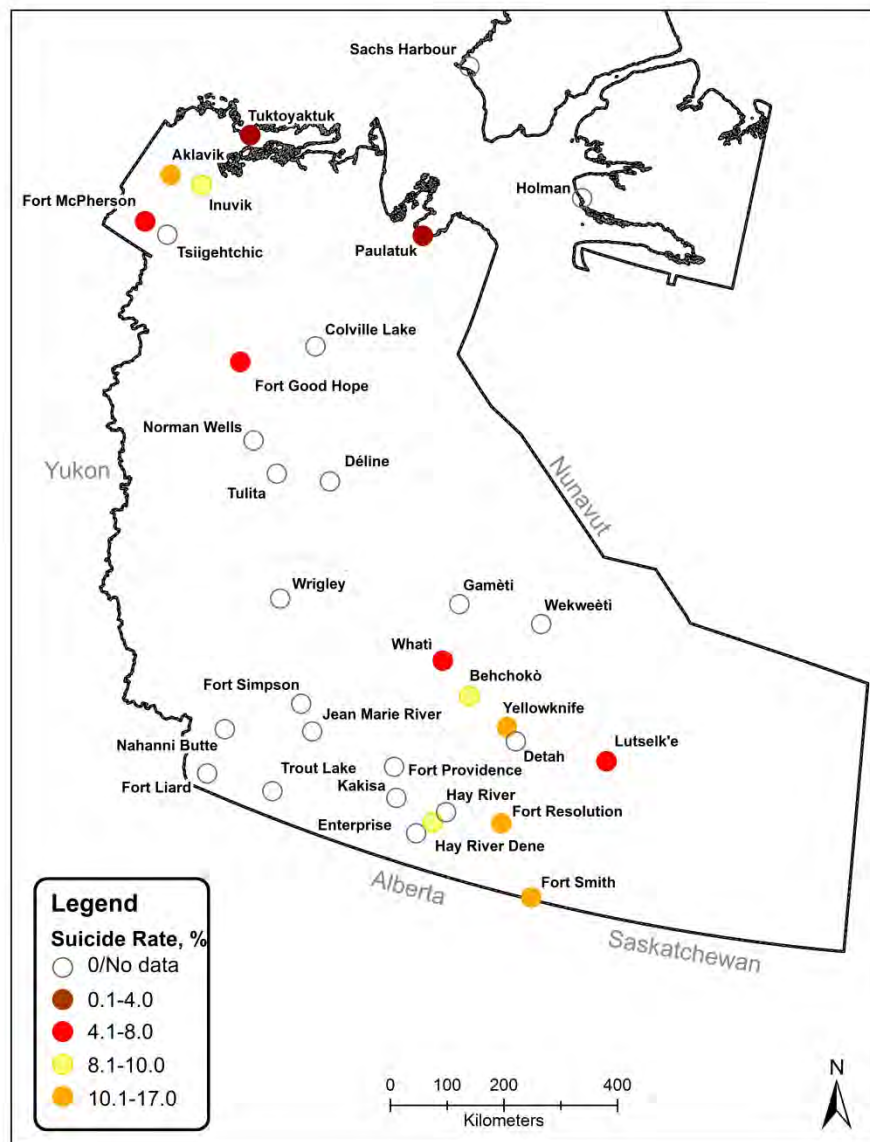 Sachs Harbour
Tuktoyaktuk
Aklavik
Inuvik
Holman
Fort McPherson
Tsiigehtchic
Paulatuk
Colville Lake
Fort Good Hope
Norman Wells
Yukon
Déline
Tulita
Nunavut
Wrigley
Gamètì
Wekweètì
Whatì
Behchokò
Fort Simpson
Yellowknife
Jean Marie River
Lutselk'e
Nahanni Butte
Detah
Trout Lake
Fort Providence
Fort Liard
Kakisa
Hay River
Fort Resolution
Enterprise
Hay River Dene
Fort Smith
Alberta
Saskatchewan
Legend
Suicide Rate, %
0/No data
0.1-4.0
4.1-8.0
8.1-10.0
10.1-17.0
0 100 200 400
Kilometers
N